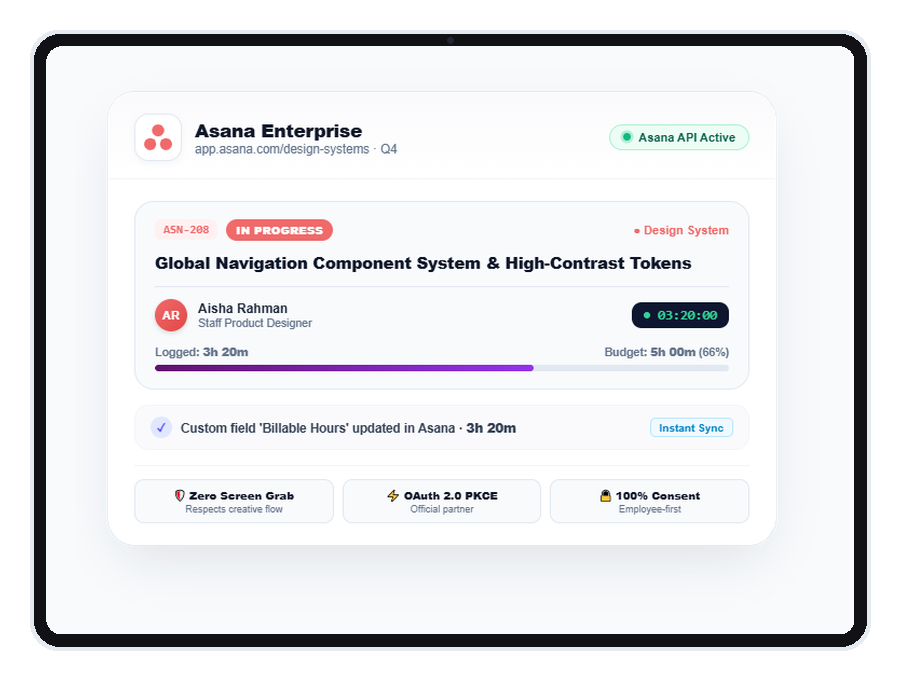 Asana Enterprise
app.asana.com/design-systems · Q4
Asana API Active
ASN-208
IN PROGRESS
• Design System
Global Navigation Component System & High-Contrast Tokens
AR
Aisha Rahman
Staff Product Designer
03:20:00
Logged: 3h 20m
Budget: 5h 00m (66%)
✓ Custom field 'Billable Hours' updated in Asana · 3h 20m
Instant Sync
Zero Screen Grab
Respects creative flow
OAuth 2.0 PKCE
Official partner
100% Consent
Employee-first